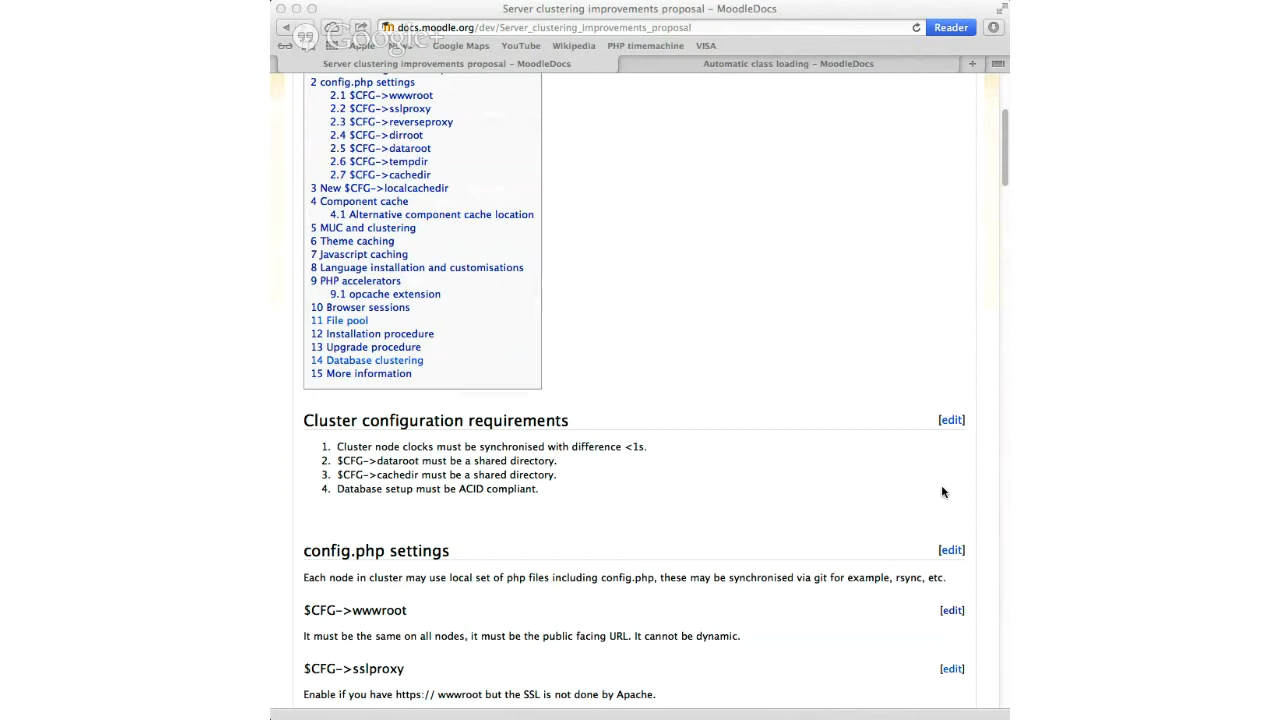 Server clustering improvements proposal – MoodleDocs
docs.moodle.org/dev/Server_clustering_improvements_proposal
Reader
Google+
Apple
Google Maps
YouTube
Wikipedia
PHP timemachine
VISA
Server clustering improvements proposal – MoodleDocs
Automatic class loading – MoodleDocs
2 config.php settings
2.1 $CFG->wwwroot
2.2 $CFG->sslproxy
2.3 $CFG->reverseproxy
2.4 $CFG->dirroot
2.5 $CFG->dataroot
2.6 $CFG->tempdir
2.7 $CFG->cachedir
3 New $CFG->localcachedir
4 Component cache
4.1 Alternative component cache location
5 MUC and clustering
6 Theme caching
7 Javascript caching
8 Language installation and customisations
9 PHP accelerators
9.1 opcache extension
10 Browser sessions
11 File pool
12 Installation procedure
13 Upgrade procedure
14 Database clustering
15 More information
Cluster configuration requirements [edit]
1. Cluster node clocks must be synchronised with difference <1s.
2. $CFG->dataroot must be a shared directory.
3. $CFG->cachedir must be a shared directory.
4. Database setup must be ACID compliant.
config.php settings [edit]
Each node in cluster may use local set of php files including config.php, these may be synchronised via git for example, rsync, etc.
$CFG->wwwroot [edit]
It must be the same on all nodes, it must be the public facing URL. It cannot be dynamic.
$CFG->sslproxy [edit]
Enable if you have https:// wwwroot but the SSL is not done by Apache.